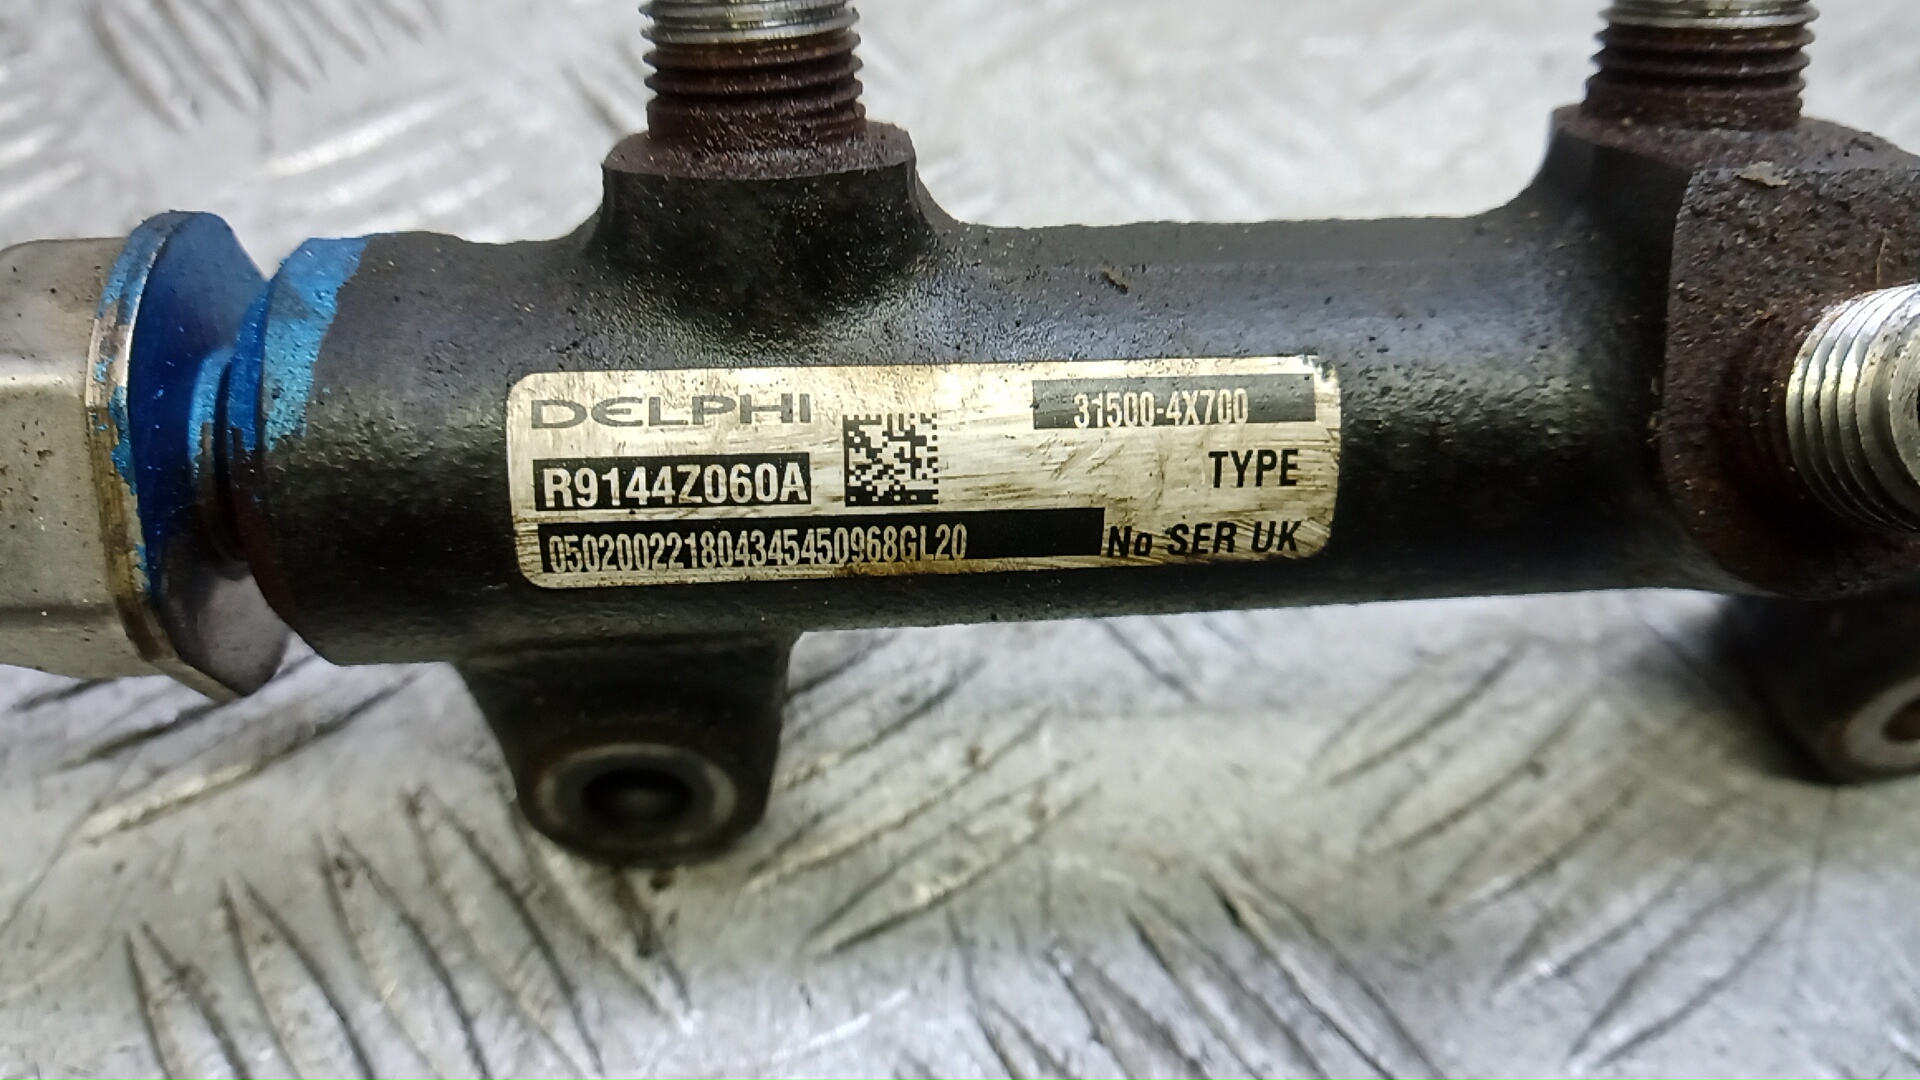 DELPHI
31500-4X700
R9144Z060A
TYPE
050200221804345450968GL20
No SER UK